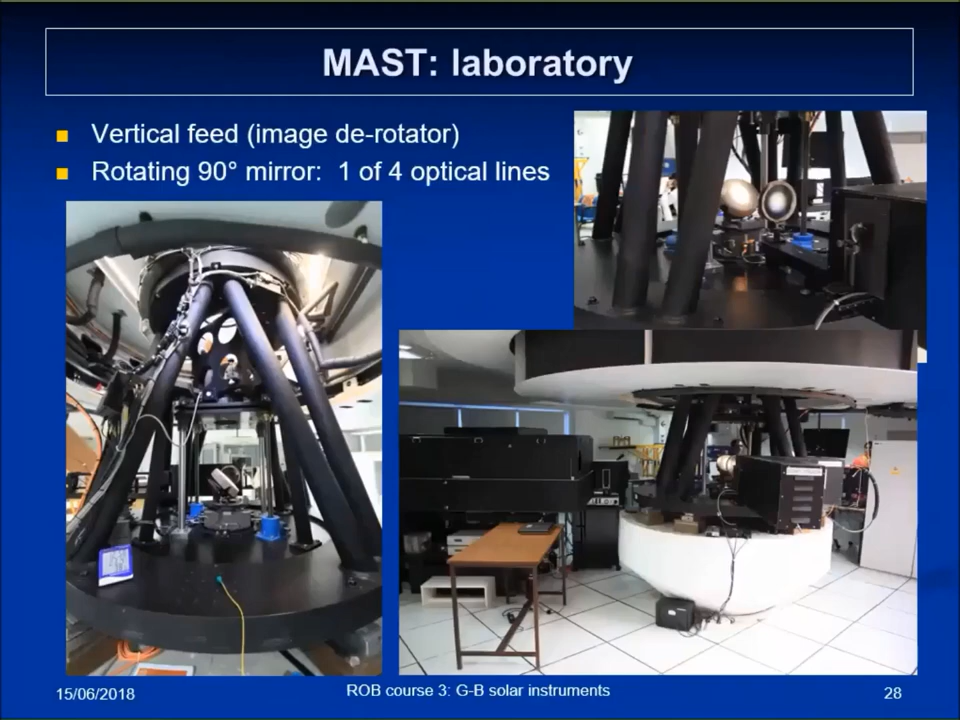 MAST: laboratory
Vertical feed (image de-rotator)
Rotating 90° mirror: 1 of 4 optical lines
15/06/2018
ROB course 3: G-B solar instruments
28